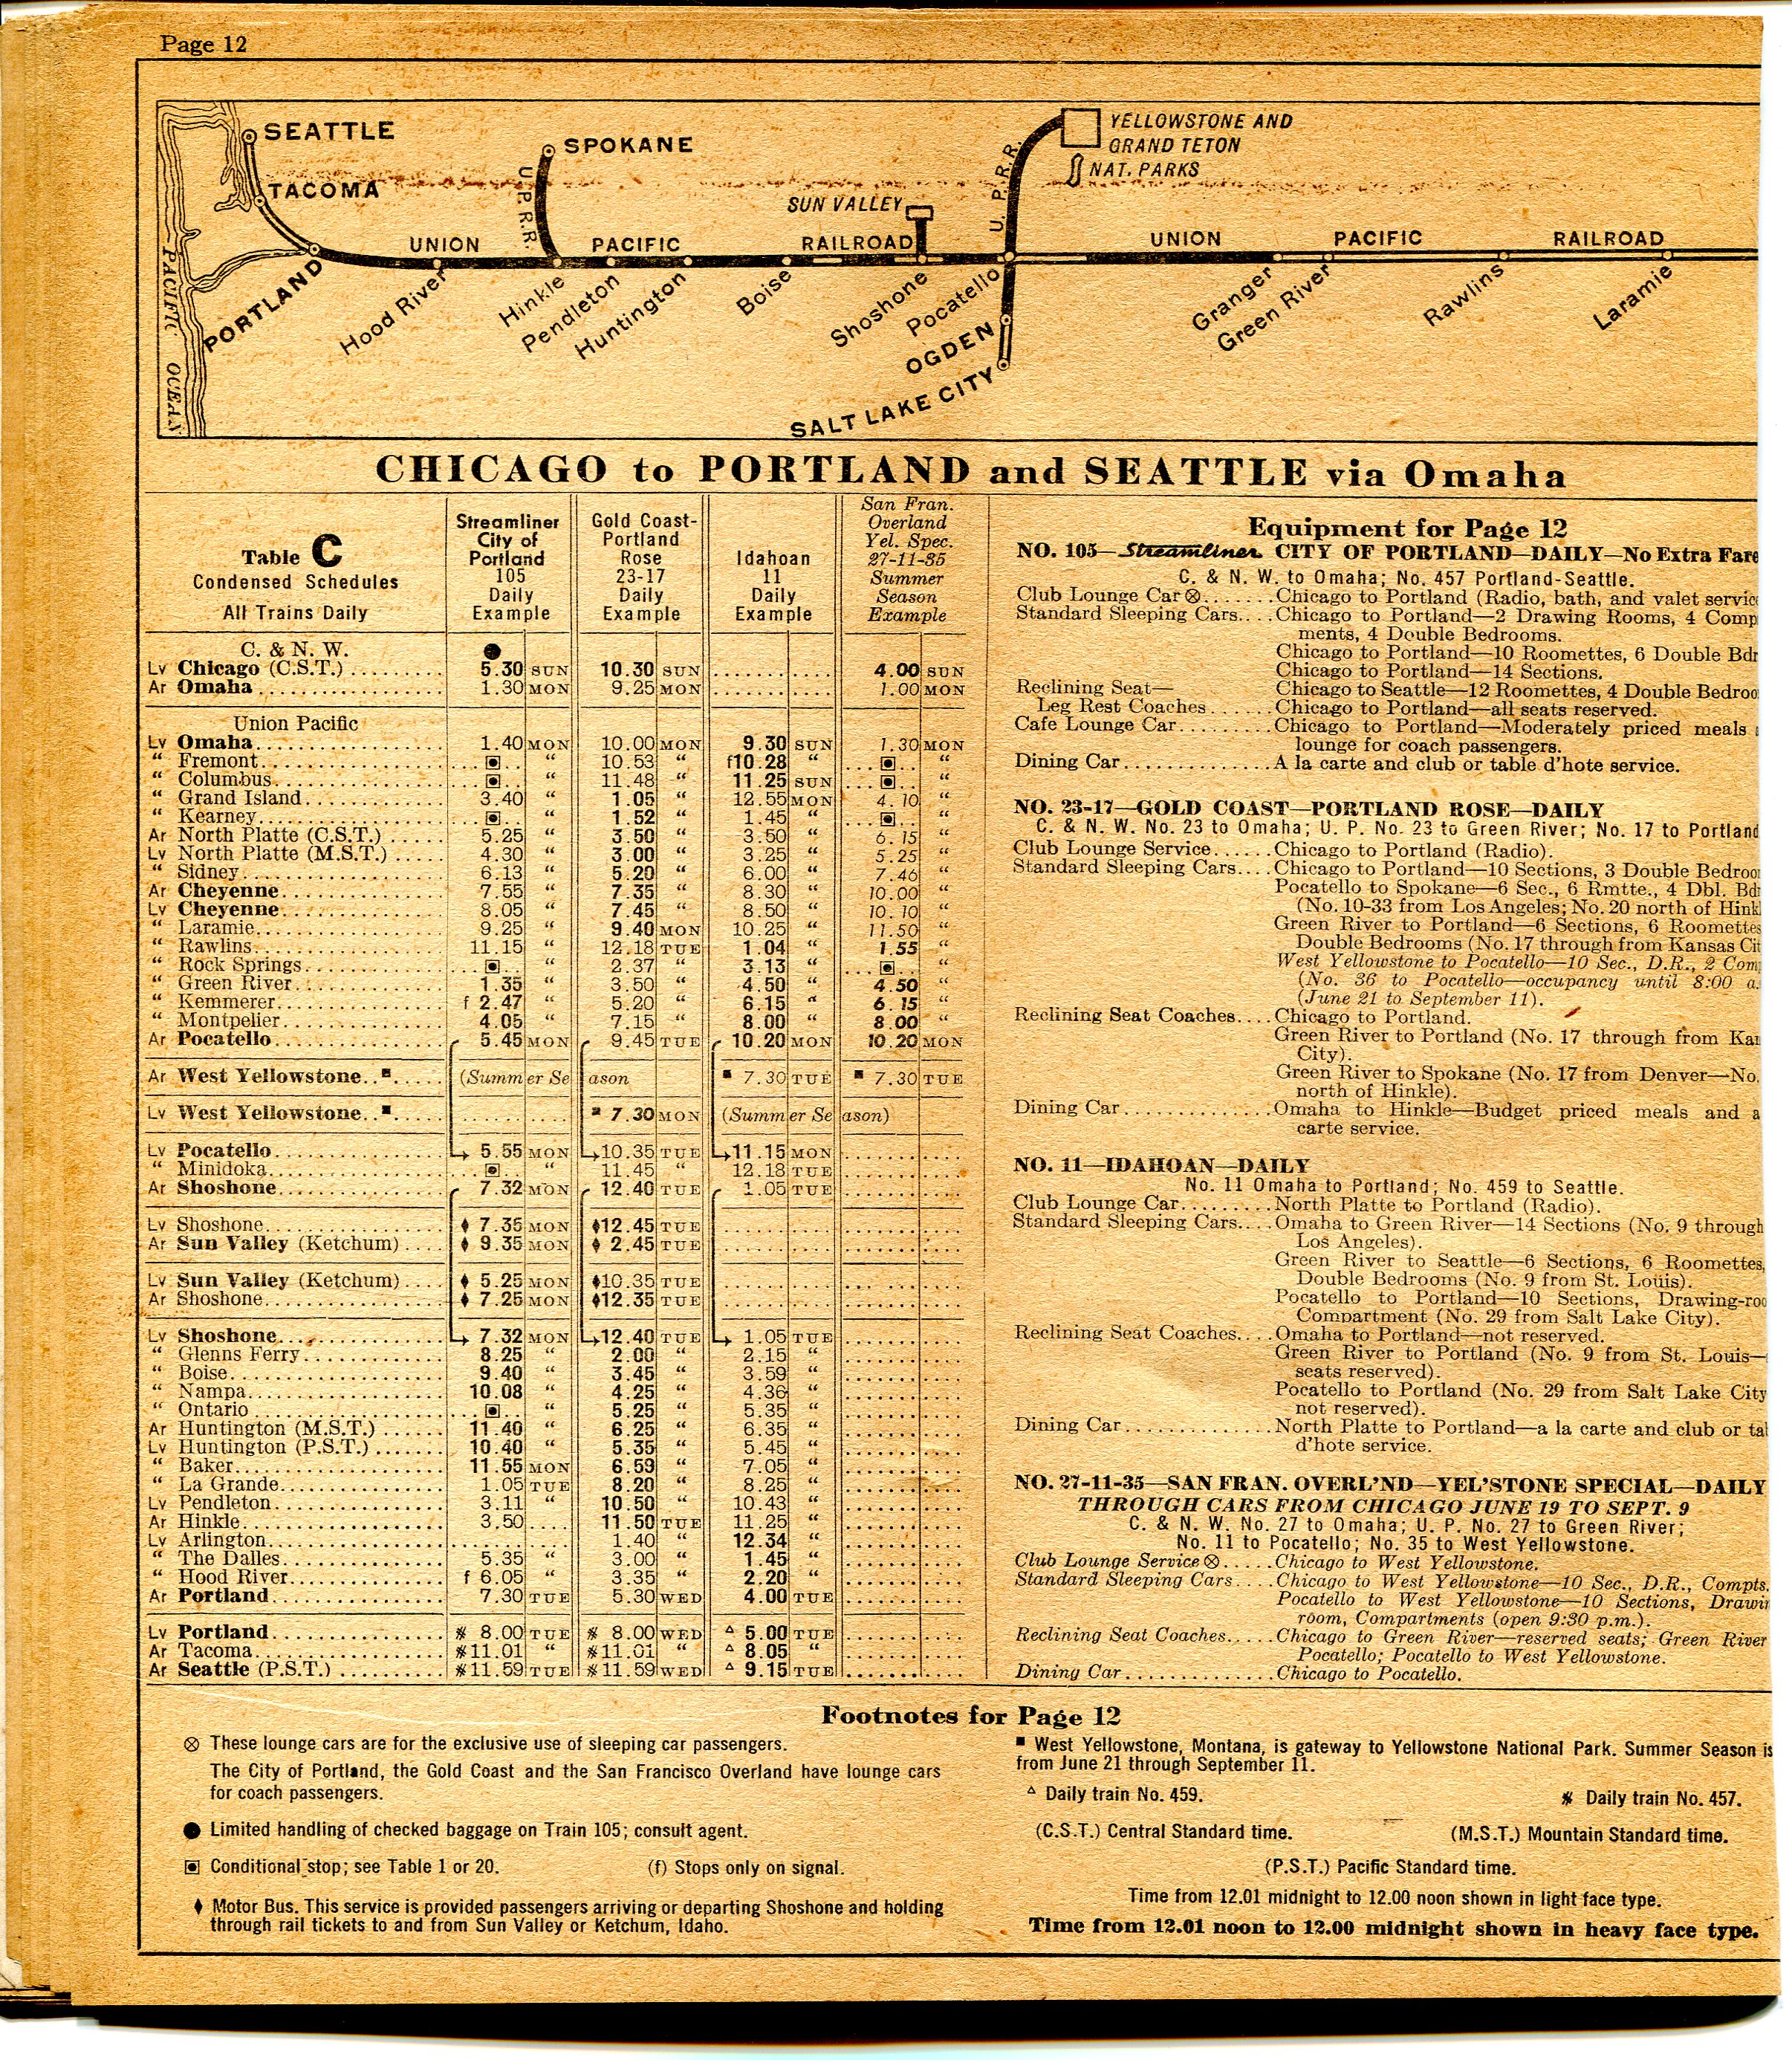 Page 12
SEATTLE
TACOMA
PORTLAND
PACIFIC OCEAN
Hood River
UNION PACIFIC RAILROAD
SPOKANE
U. P. R.R.
Hinkle
Pendleton
Huntington
Boise
SUN VALLEY
Shoshone
Pocatello
OGDEN
SALT LAKE CITY
U. P. R.R.
YELLOWSTONE AND
GRAND TETON
NAT. PARKS
UNION PACIFIC RAILROAD
Granger
Green River
Rawlins
Laramie
CHICAGO to PORTLAND and SEATTLE via Omaha
Table C
Condensed Schedules
All Trains Daily
Streamliner
City of
Portland
105
Daily
Example
Gold Coast-
Portland
Rose
23-17
Daily
Example
Idahoan
11
Daily
Example
San Fran.
Overland
Yel. Spec.
27-11-35
Summer
Season
Example
C. & N. W. ●
Lv Chicago (C.S.T.) 5.30 SUN 10.30 SUN 4.00 SUN
Ar Omaha 1.30 MON 9.25 MON 1.00 MON
Union Pacific
Lv Omaha 1.40 MON 10.00 MON 9.30 SUN 1.30 MON
“ Fremont ▣ “ 10.53 “ f10.28 “ ▣ “
“ Columbus ▣ “ 11.48 “ 11.25 SUN ▣ “
“ Grand Island 3.40 “ 1.05 “ 12.55 MON 4.10 “
“ Kearney ▣ “ 1.52 “ 1.45 “ ▣ “
Ar North Platte (C.S.T.) 5.25 “ 3.50 “ 3.50 “ 6.15 “
Lv North Platte (M.S.T.) 4.30 “ 3.00 “ 3.25 “ 5.25 “
“ Sidney 6.13 “ 5.20 “ 6.00 “ 7.46 “
Ar Cheyenne 7.55 “ 7.35 “ 8.30 “ 10.00 “
Lv Cheyenne 8.05 “ 7.45 “ 8.50 “ 10.10 “
“ Laramie 9.25 “ 9.40 MON 10.25 “ 11.50 “
“ Rawlins 11.15 “ 12.18 TUE 1.04 “ 1.55 “
“ Rock Springs ▣ “ 2.37 “ 3.13 “ ▣ “
“ Green River 1.35 “ 3.50 “ 4.50 “ 4.50 “
“ Kemmerer f 2.47 “ 5.20 “ 6.15 “ 6.15 “
“ Montpelier 4.05 “ 7.15 “ 8.00 “ 8.00 “
Ar Pocatello 5.45 MON 9.45 TUE 10.20 MON 10.20 MON
Ar West Yellowstone..■ (Summer Season ■ 7.30 TUE ■ 7.30 TUE
Lv West Yellowstone..■ ■ 7.30 MON (Summer Season)
Lv Pocatello 5.55 MON 10.35 TUE 11.15 MON
“ Minidoka ▣ “ 11.45 “ 12.18 TUE
Ar Shoshone 7.32 MON 12.40 TUE 1.05 TUE
Lv Shoshone ♦ 7.35 MON ♦12.45 TUE
Ar Sun Valley (Ketchum) ♦ 9.35 MON ♦ 2.45 TUE
Lv Sun Valley (Ketchum) ♦ 5.25 MON ♦10.35 TUE
Ar Shoshone ♦ 7.25 MON ♦12.35 TUE
Lv Shoshone 7.32 MON 12.40 TUE 1.05 TUE
“ Glenns Ferry 8.25 “ 2.00 “ 2.15 “
“ Boise 9.40 “ 3.45 “ 3.59 “
“ Nampa 10.08 “ 4.25 “ 4.36 “
“ Ontario ▣ “ 5.25 “ 5.35 “
Ar Huntington (M.S.T.) 11.40 “ 6.25 “ 6.35 “
Lv Huntington (P.S.T.) 10.40 “ 5.35 “ 5.45 “
“ Baker 11.55 MON 6.59 “ 7.05 “
“ La Grande 1.05 TUE 8.20 “ 8.25 “
Lv Pendleton 3.11 “ 10.50 “ 10.43 “
Ar Hinkle 3.50 11.50 TUE 11.25 “
Lv Arlington 1.40 “ 12.34 “
“ The Dalles 5.35 “ 3.00 “ 1.45 “
“ Hood River f 6.05 “ 3.35 “ 2.20 “
Ar Portland 7.30 TUE 5.30 WED 4.00 TUE
Lv Portland 8.00 TUE 8.00 WED △ 5.00 TUE
Ar Tacoma 11.01 “ 11.01 “ △ 8.05 “
Ar Seattle (P.S.T.) 11.59 TUE 11.59 WED △ 9.15 TUE
Equipment for Page 12
NO. 105—Streamliner CITY OF PORTLAND—DAILY—No Extra Fare
C. & N. W. to Omaha; No. 457 Portland-Seattle.
Club Lounge Car ⊗ Chicago to Portland (Radio, bath, and valet servic
Standard Sleeping Cars Chicago to Portland—2 Drawing Rooms, 4 Comp
ments, 4 Double Bedrooms.
Chicago to Portland—10 Roomettes, 6 Double Bdr
Chicago to Portland—14 Sections.
Reclining Seat— Chicago to Seattle—12 Roomettes, 4 Double Bedroo
Leg Rest Coaches Chicago to Portland—all seats reserved.
Cafe Lounge Car Chicago to Portland—Moderately priced meals
lounge for coach passengers.
Dining Car A la carte and club or table d'hote service.
NO. 23-17—GOLD COAST—PORTLAND ROSE—DAILY
C. & N. W. No. 23 to Omaha; U. P. No. 23 to Green River; No. 17 to Portland
Club Lounge Service Chicago to Portland (Radio).
Standard Sleeping Cars Chicago to Portland—10 Sections, 3 Double Bedroo
Pocatello to Spokane—6 Sec., 6 Rmtte., 4 Dbl. Bd
(No. 10-33 from Los Angeles; No. 20 north of Hinkl
Green River to Portland—6 Sections, 6 Roomettes
Double Bedrooms (No. 17 through from Kansas Cit
West Yellowstone to Pocatello—10 Sec., D.R., 2 Com
(No. 36 to Pocatello—occupancy until 8:00 a.
(June 21 to September 11).
Reclining Seat Coaches Chicago to Portland.
Green River to Portland (No. 17 through from Kan
City).
Green River to Spokane (No. 17 from Denver—No.
north of Hinkle).
Dining Car Omaha to Hinkle—Budget priced meals and a
carte service.
NO. 11—IDAHOAN—DAILY
No. 11 Omaha to Portland; No. 459 to Seattle.
Club Lounge Car North Platte to Portland (Radio).
Standard Sleeping Cars Omaha to Green River—14 Sections (No. 9 through
Los Angeles).
Green River to Seattle—6 Sections, 6 Roomettes,
Double Bedrooms (No. 9 from St. Louis).
Pocatello to Portland—10 Sections, Drawing-roo
Compartment (No. 29 from Salt Lake City).
Reclining Seat Coaches Omaha to Portland—not reserved.
Green River to Portland (No. 9 from St. Louis—
seats reserved).
Pocatello to Portland (No. 29 from Salt Lake City
not reserved).
Dining Car North Platte to Portland—a la carte and club or ta
d'hote service.
NO. 27-11-35—SAN FRAN. OVERL'ND—YEL'STONE SPECIAL—DAILY
THROUGH CARS FROM CHICAGO JUNE 19 TO SEPT. 9
C. & N. W. No. 27 to Omaha; U. P. No. 27 to Green River;
No. 11 to Pocatello; No. 35 to West Yellowstone.
Club Lounge Service ⊗ Chicago to West Yellowstone.
Standard Sleeping Cars Chicago to West Yellowstone—10 Sec., D.R., Compts.
Pocatello to West Yellowstone—10 Sections, Drawi
room, Compartments (open 9:30 p.m.).
Reclining Seat Coaches Chicago to Green River—reserved seats; Green River
Pocatello; Pocatello to West Yellowstone.
Dining Car Chicago to Pocatello.
Footnotes for Page 12
⊗ These lounge cars are for the exclusive use of sleeping car passengers.
The City of Portland, the Gold Coast and the San Francisco Overland have lounge cars
for coach passengers.
● Limited handling of checked baggage on Train 105; consult agent.
▣ Conditional stop; see Table 1 or 20. (f) Stops only on signal.
♦ Motor Bus. This service is provided passengers arriving or departing Shoshone and holding
through rail tickets to and from Sun Valley or Ketchum, Idaho.
■ West Yellowstone, Montana, is gateway to Yellowstone National Park. Summer Season is
from June 21 through September 11.
△ Daily train No. 459. Daily train No. 457.
(C.S.T.) Central Standard time. (M.S.T.) Mountain Standard time.
(P.S.T.) Pacific Standard time.
Time from 12.01 midnight to 12.00 noon shown in light face type.
Time from 12.01 noon to 12.00 midnight shown in heavy face type.